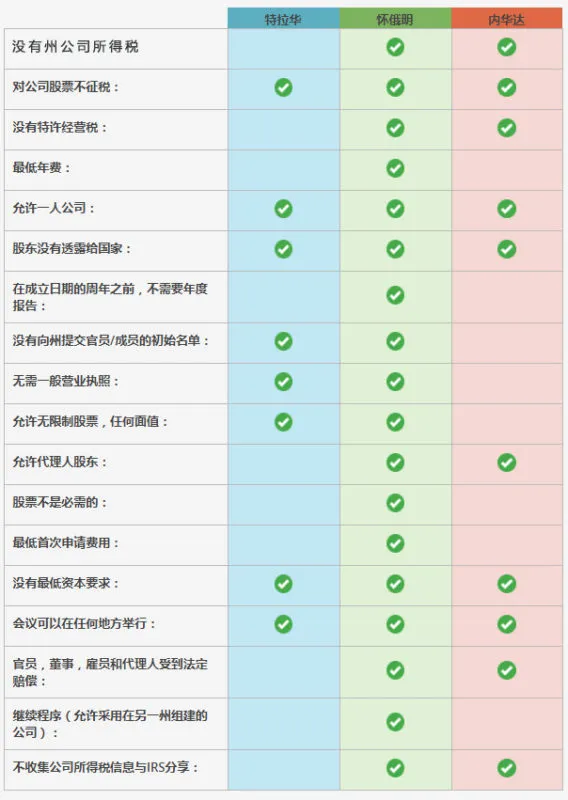 特拉华 怀俄明 内华达
没有州公司所得税
对公司股票不征税：
没有特许经营税：
最低年费：
允许一人公司：
股东没有透露给国家：
在成立日期的周年之前，不需要年度
报告：
没有向州提交官员/成员的初始名单：
无需一般营业执照：
允许无限制股票，任何面值：
允许代理人股东：
股票不是必需的：
最低首次申请费用：
没有最低资本要求：
会议可以在任何地方举行：
官员，董事，雇员和代理人受到法定
赔偿：
继续程序（允许采用在另一州组建的
公司）：
不收集公司所得税信息与IRS分享：